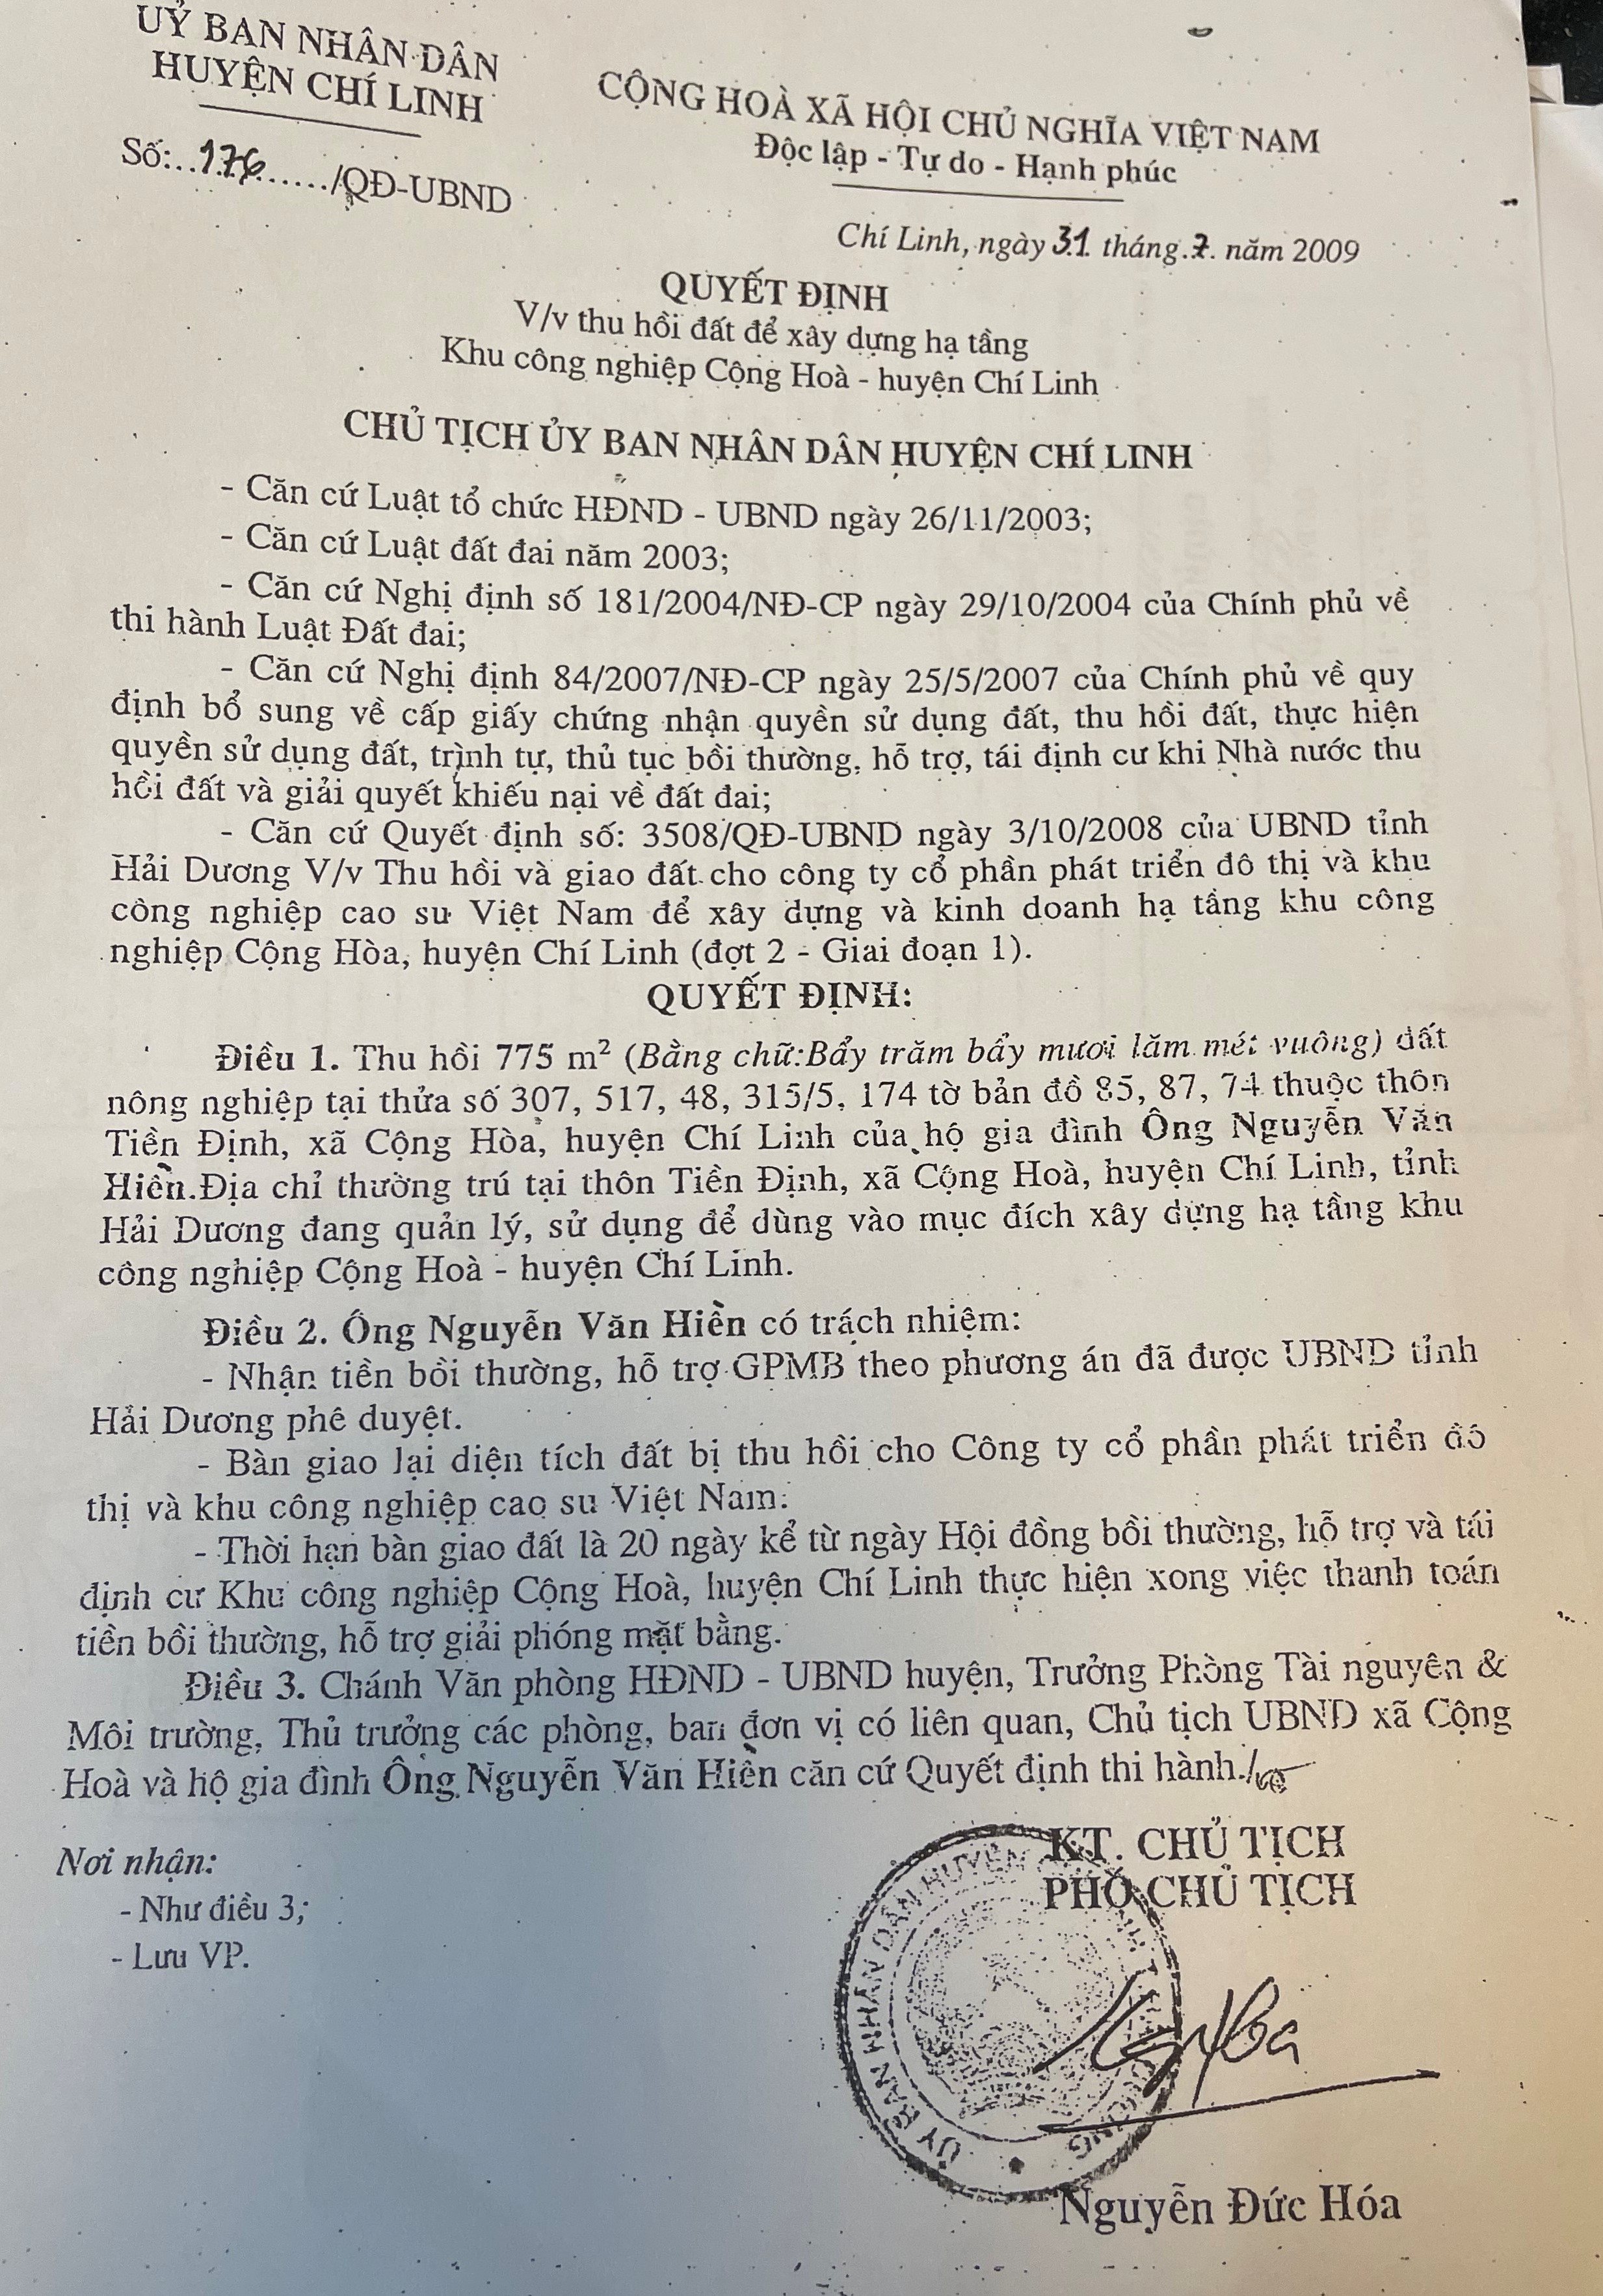 UỶ BAN NHÂN DÂN
HUYỆN CHÍ LINH
CỘNG HOÀ XÃ HỘI CHỦ NGHĨA VIỆT NAM
Độc lập - Tự do - Hạnh phúc
Số:..176....../QĐ-UBND
Chí Linh, ngày 31 tháng.7. năm 2009
QUYẾT ĐỊNH
V/v thu hồi đất để xây dựng hạ tầng
Khu công nghiệp Cộng Hoà - huyện Chí Linh
CHỦ TỊCH ỦY BAN NHÂN DÂN HUYỆN CHÍ LINH
- Căn cứ Luật tổ chức HĐND - UBND ngày 26/11/2003;
- Căn cứ Luật đất đai năm 2003;
- Căn cứ Nghị định số 181/2004/NĐ-CP ngày 29/10/2004 của Chính phủ về
thi hành Luật Đất đai;
- Căn cứ Nghị định 84/2007/NĐ-CP ngày 25/5/2007 của Chính phủ về quy
định bổ sung về cấp giấy chứng nhận quyền sử dụng đất, thu hồi đất, thực hiện
quyền sử dụng đất, trình tự, thủ tục bồi thường, hỗ trợ, tái định cư khi Nhà nước thu
hồi đất và giải quyết khiếu nại về đất đai;
- Căn cứ Quyết định số: 3508/QĐ-UBND ngày 3/10/2008 của UBND tỉnh
Hải Dương V/v Thu hồi và giao đất cho công ty cổ phần phát triển đô thị và khu
công nghiệp cao su Việt Nam để xây dựng và kinh doanh hạ tầng khu công
nghiệp Cộng Hòa, huyện Chí Linh (đợt 2 - Giai đoạn 1).
QUYẾT ĐỊNH:
Điều 1. Thu hồi 775 m² (Bằng chữ:Bẩy trăm bẩy mươi lăm mét vuông) đất
nông nghiệp tại thửa số 307, 517, 48, 315/5, 174 tờ bản đồ 85, 87, 74 thuộc thôn
Tiền Định, xã Cộng Hòa, huyện Chí Linh của hộ gia đình Ông Nguyễn Văn
Hiền.Địa chỉ thường trú tại thôn Tiền Định, xã Cộng Hoà, huyện Chí Linh, tỉnh
Hải Dương đang quản lý, sử dụng để dùng vào mục đích xây dựng hạ tầng khu
công nghiệp Cộng Hoà - huyện Chí Linh.
Điều 2. Ông Nguyễn Văn Hiền có trách nhiệm:
- Nhận tiền bồi thường, hỗ trợ GPMB theo phương án đã được UBND tỉnh
Hải Dương phê duyệt.
- Bàn giao lại diện tích đất bị thu hồi cho Công ty cổ phần phát triển đô
thị và khu công nghiệp cao su Việt Nam.
- Thời hạn bàn giao đất là 20 ngày kể từ ngày Hội đồng bồi thường, hỗ trợ và tái
định cư Khu công nghiệp Cộng Hoà, huyện Chí Linh thực hiện xong việc thanh toán
tiền bồi thường, hỗ trợ giải phóng mặt bằng.
Điều 3. Chánh Văn phòng HĐND - UBND huyện, Trưởng Phòng Tài nguyên &
Môi trường, Thủ trưởng các phòng, ban đơn vị có liên quan, Chủ tịch UBND xã Cộng
Hoà và hộ gia đình Ông Nguyễn Văn Hiền căn cứ Quyết định thi hành./.
Nơi nhận:
- Như điều 3;
- Lưu VP.
KT. CHỦ TỊCH
PHÓ CHỦ TỊCH
ỦY BAN NHÂN DÂN HUYỆN
Nguyễn Đức Hóa